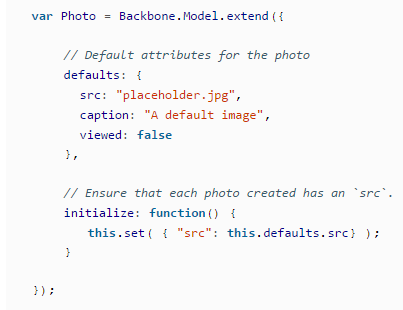 var Photo = Backbone.Model.extend({
// Default attributes for the photo
defaults: {
src: "placeholder.jpg",
caption: "A default image",
viewed: false
},
// Ensure that each photo created has an `src`.
initialize: function() {
this.set( { "src": this.defaults.src} );
}
});